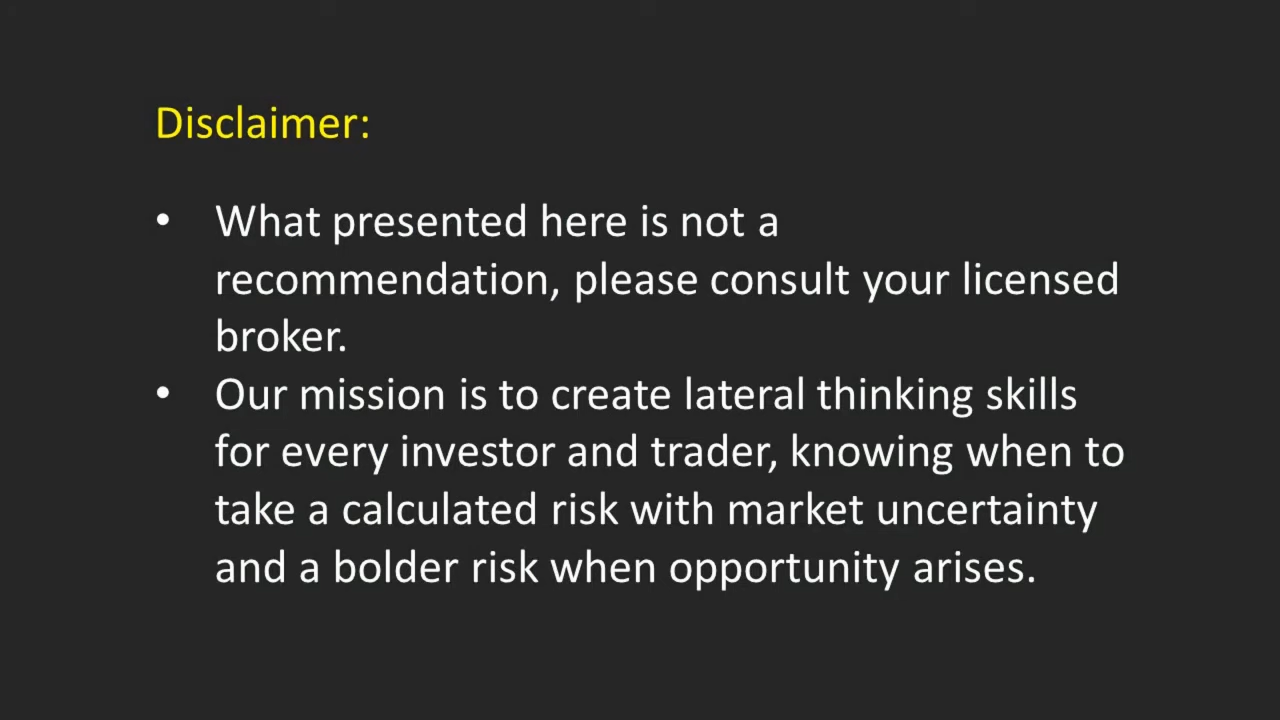 Disclaimer:
• What presented here is not a
recommendation, please consult your licensed
broker.
• Our mission is to create lateral thinking skills
for every investor and trader, knowing when to
take a calculated risk with market uncertainty
and a bolder risk when opportunity arises.